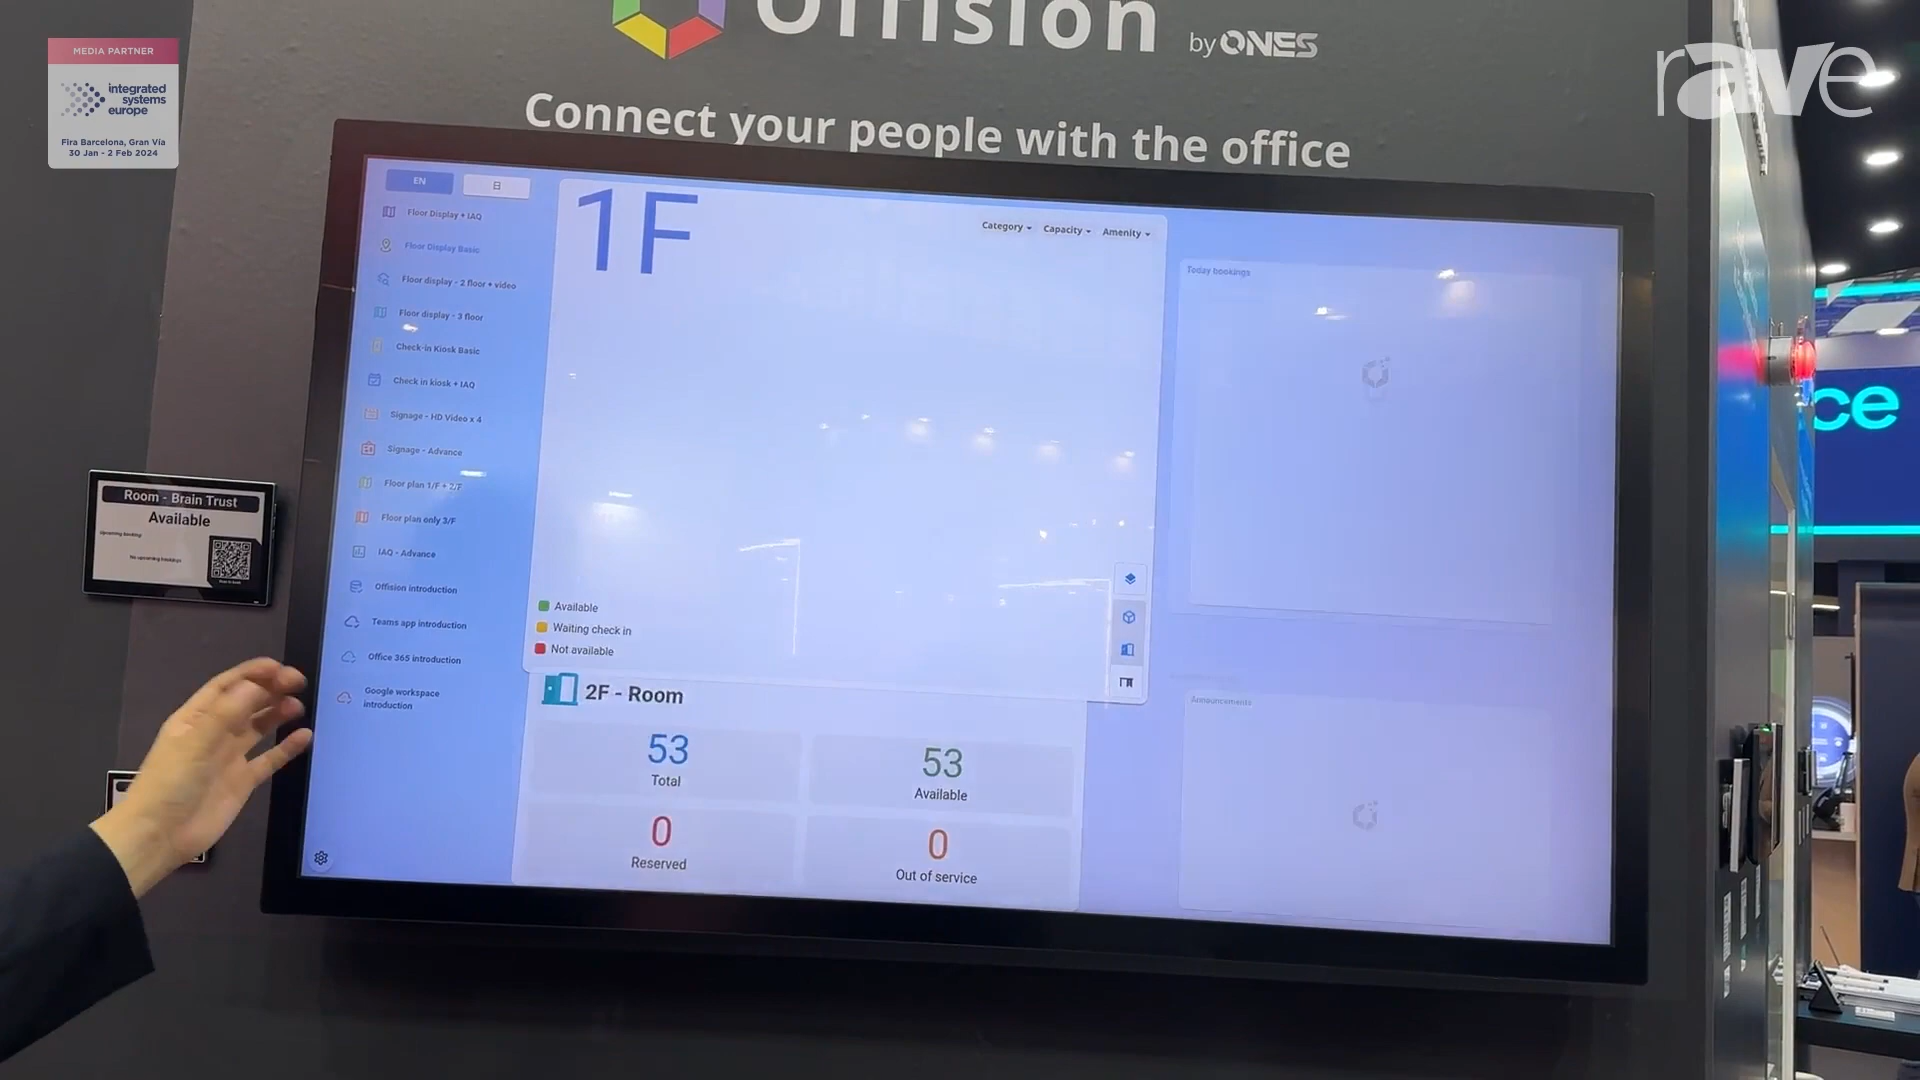 MEDIA PARTNER
integrated
systems
europe
Fira Barcelona, Gran Vía
30 Jan - 2 Feb 2024
Offision
by ONES
rave
Connect your people with the office
EN
日
Floor Display + IAQ
Floor Display Basic
Floor display - 2 floor + video
Floor display - 3 floor
Check-in Kiosk Basic
Check in kiosk + IAQ
Signage - HD Video x 4
Signage - Advance
Floor plan 1/F + 2/F
Floor plan only 3/F
IAQ - Advance
Offision introduction
Teams app introduction
Office 365 introduction
Google workspace
introduction
1F
Category
Capacity
Amenity
Available
Waiting check in
Not available
2F - Room
53
Total
53
Available
0
Reserved
0
Out of service
Today bookings
Announcements
Room - Brain Trust
Available
Upcoming booking
No upcoming bookings
ce